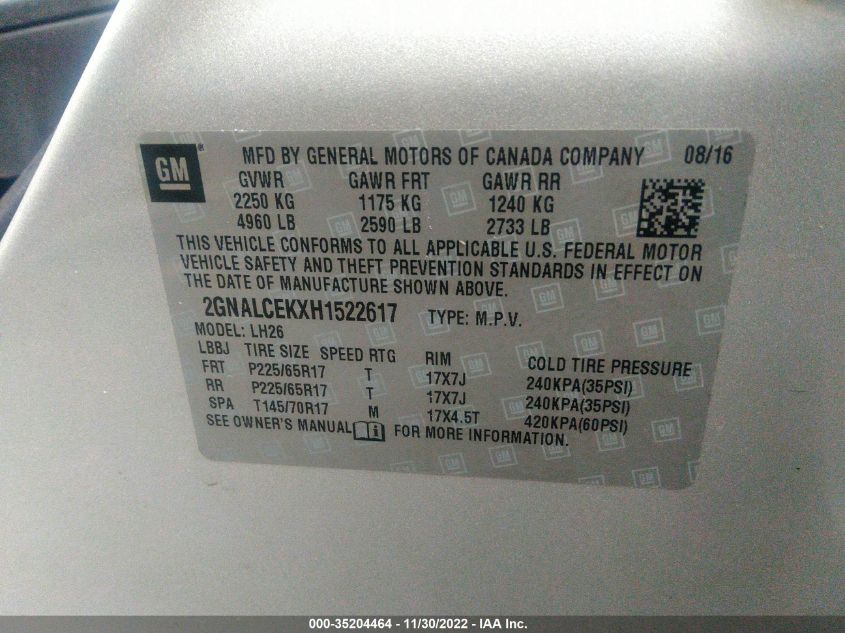 GM® MFD BY GENERAL MOTORS OF CANADA COMPANY 08/16
GVWR GAWR FRT GAWR RR
2250 KG 1175 KG 1240 KG
4960 LB 2590 LB 2733 LB
THIS VEHICLE CONFORMS TO ALL APPLICABLE U.S. FEDERAL MOTOR
VEHICLE SAFETY AND THEFT PREVENTION STANDARDS IN EFFECT ON
THE DATE OF MANUFACTURE SHOWN ABOVE.
2GNALCEKXH1522617 TYPE: M.P.V.
MODEL: LH26
LBBJ TIRE SIZE SPEED RTG RIM COLD TIRE PRESSURE
FRT P225/65R17 T 17X7J 240KPA(35PSI)
RR P225/65R17 T 17X7J 240KPA(35PSI)
SPA T145/70R17 M 17X4.5T 420KPA(60PSI)
SEE OWNER'S MANUAL FOR MORE INFORMATION.
000-35204464 - 11/30/2022 - IAA Inc.